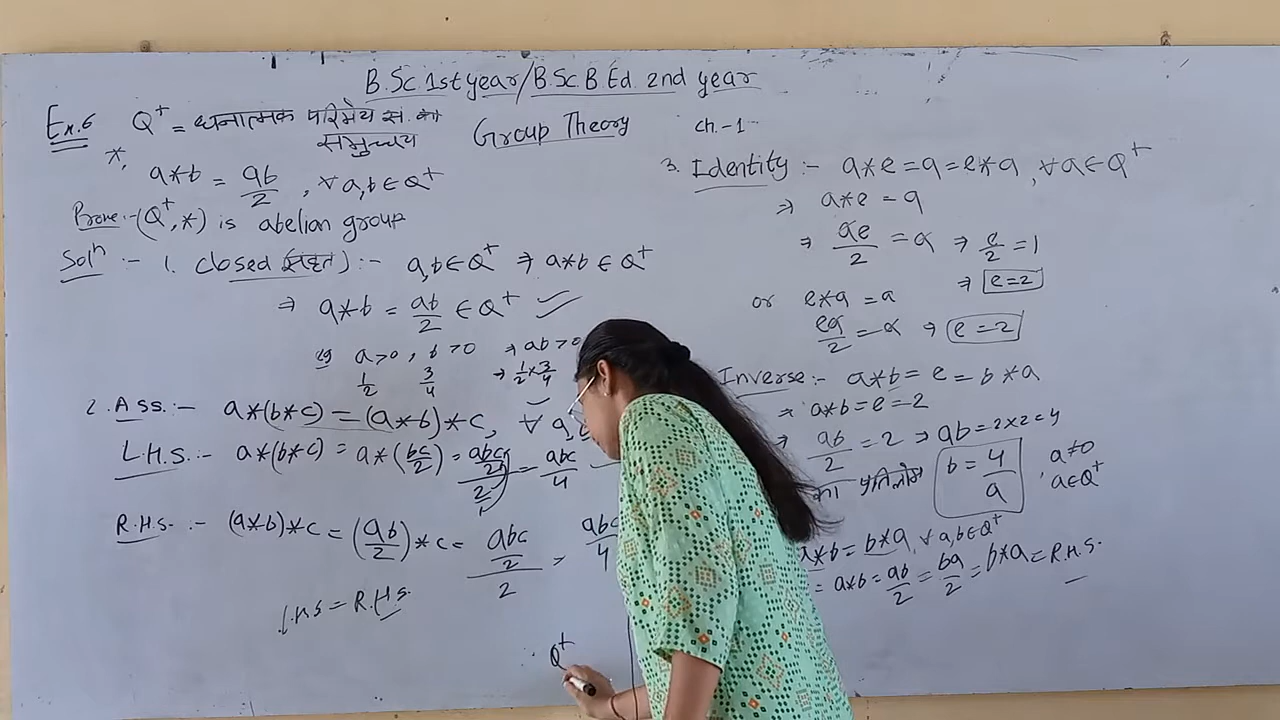 B.Sc. 1st year/B.Sc.B.Ed. 2nd year
Group Theory ch.-1
Ex.6 Q⁺ = धनात्मक परिमेय सं. का
समुच्चय
*, a*b = ab/2, ∀ a,b ∈ Q⁺
Prove:- (Q⁺,*) is abelian group
Solⁿ :- 1. closed (संवृत) :- a,b ∈ Q⁺ ⇒ a*b ∈ Q⁺
⇒ a*b = ab/2 ∈ Q⁺ ✓
eg a>0, b>0 ⇒ ab>0
1/2 3/4 → 1/2 × 3/4
2. Ass. :- a*(b*c) = (a*b)*c, ∀ a,
L.H.S. :- a*(b*c) = a*(bc/2) = (abc/2)/2 = abc/4
R.H.S. :- (a*b)*c = (ab/2)*c = (abc/2)/2 = abc/4
L.H.S = R.H.S.
∴ Q⁺
3. Identity :- a*e = a = e*a, ∀ a ∈ Q⁺
⇒ a*e = a
⇒ ae/2 = a ⇒ e/2 = 1
⇒ e=2
or e*a = a
ea/2 = a ⇒ e=2
Inverse :- a*b = e = b*a
⇒ a*b = e = 2
⇒ ab/2 = 2 ⇒ ab = 2×2 = 4
का प्रतिलोम b = 4/a a≠0
, a∈Q⁺
a*b = b*a, ∀ a,b ∈ Q⁺
= a*b = ab/2 = ba/2 = b*a = R.H.S.